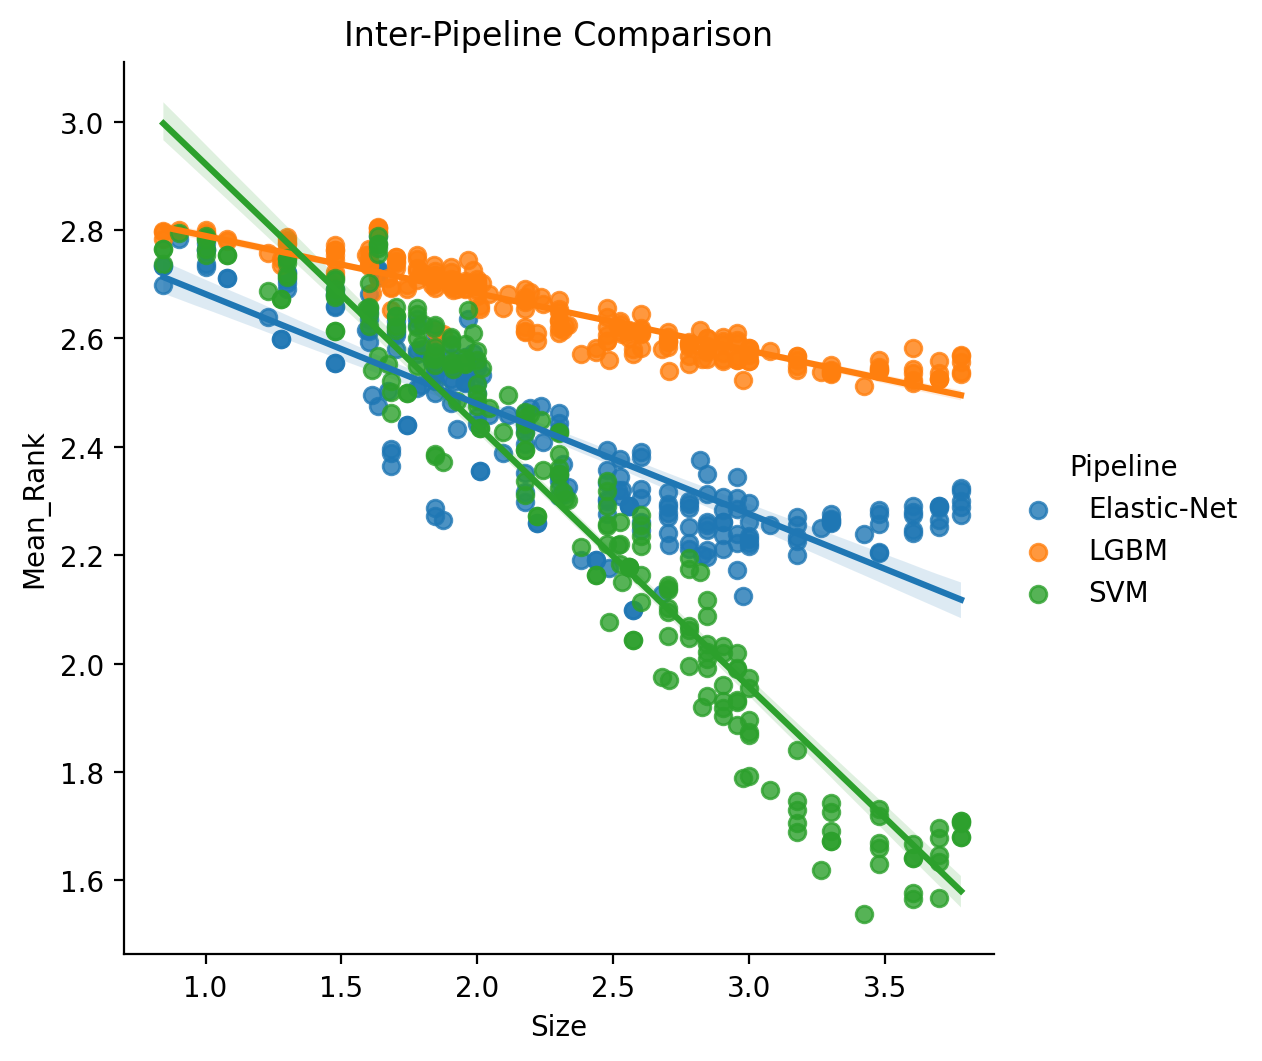 Inter-Pipeline Comparison
3.0
2.8
2.6
2.4
2.2
2.0
1.8
1.6
Mean_Rank
1.0 1.5 2.0 2.5 3.0 3.5
Size
Pipeline
Elastic-Net
LGBM
SVM